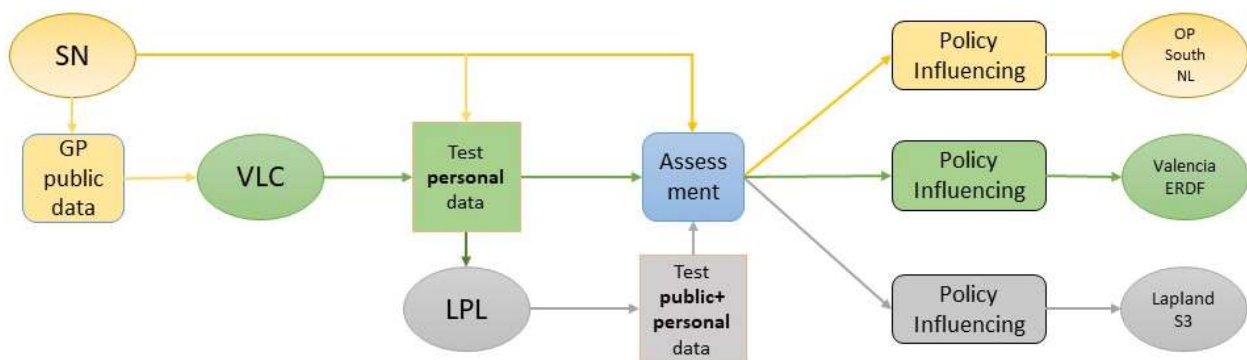 SN
GP
public
data
VLC
Test
personal
data
LPL
Test
public+
personal
data
Assess
ment
Policy
Influencing
OP
South
NL
Policy
Influencing
Valencia
ERDF
Policy
Influencing
Lapland
S3